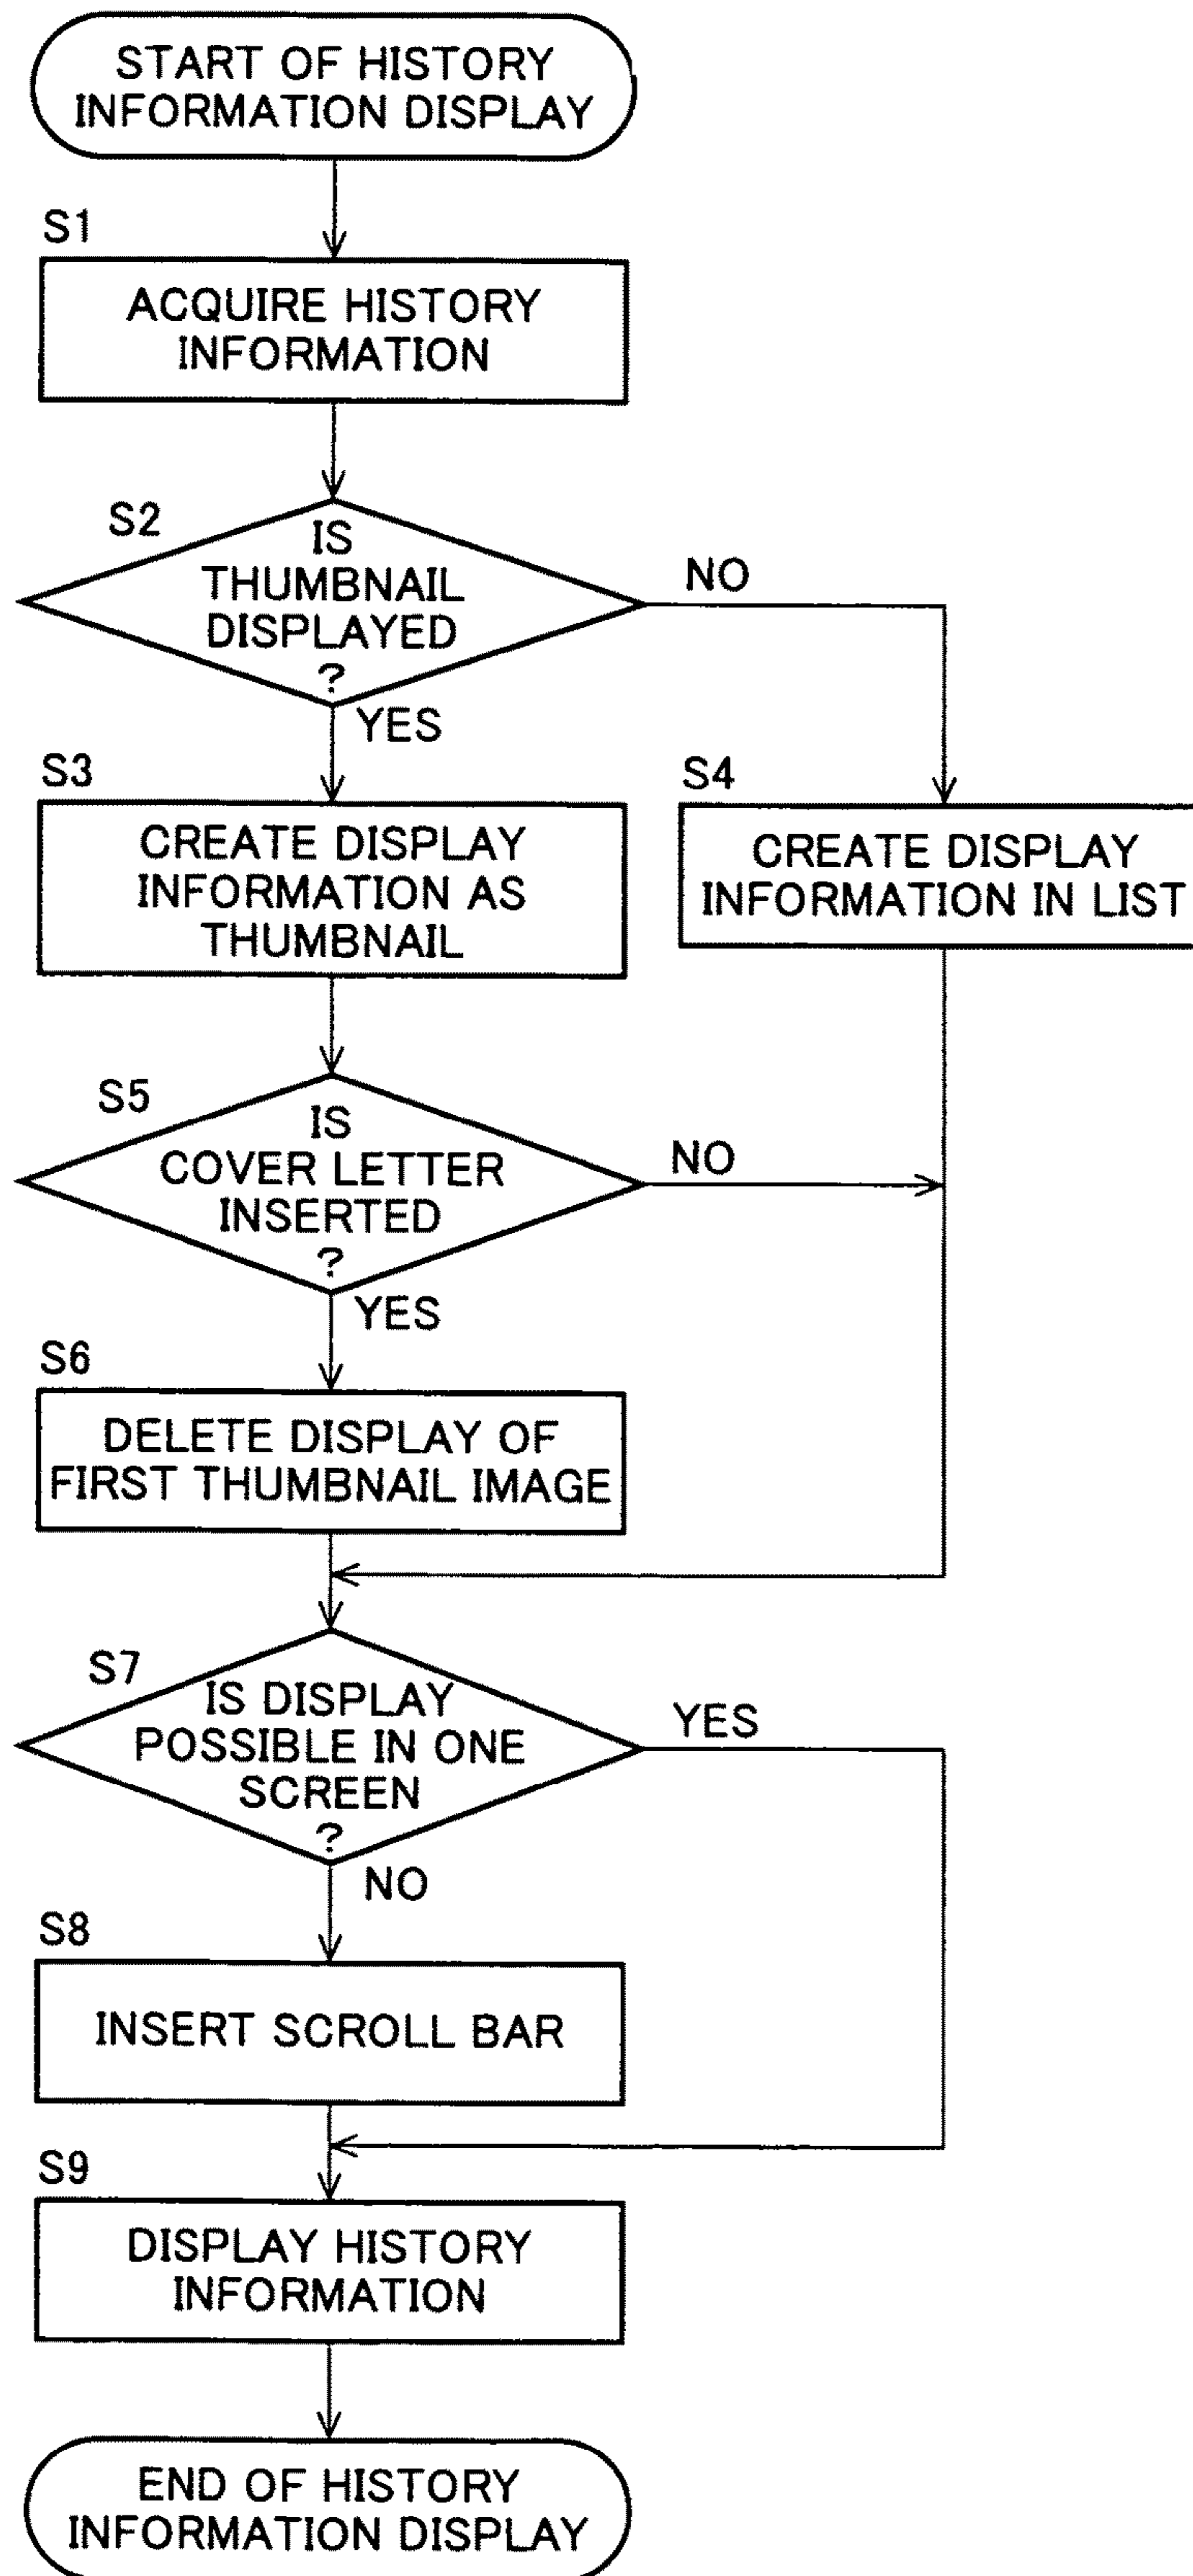 START OF HISTORY
INFORMATION DISPLAY
S1
ACQUIRE HISTORY
INFORMATION
S2
IS
THUMBNAIL
DISPLAYED
?
NO
YES
S3
CREATE DISPLAY
INFORMATION AS
THUMBNAIL
S4
CREATE DISPLAY
INFORMATION IN LIST
S5
IS
COVER LETTER
INSERTED
?
NO
YES
S6
DELETE DISPLAY OF
FIRST THUMBNAIL IMAGE
S7
IS DISPLAY
POSSIBLE IN ONE
SCREEN
?
YES
NO
S8
INSERT SCROLL BAR
S9
DISPLAY HISTORY
INFORMATION
END OF HISTORY
INFORMATION DISPLAY